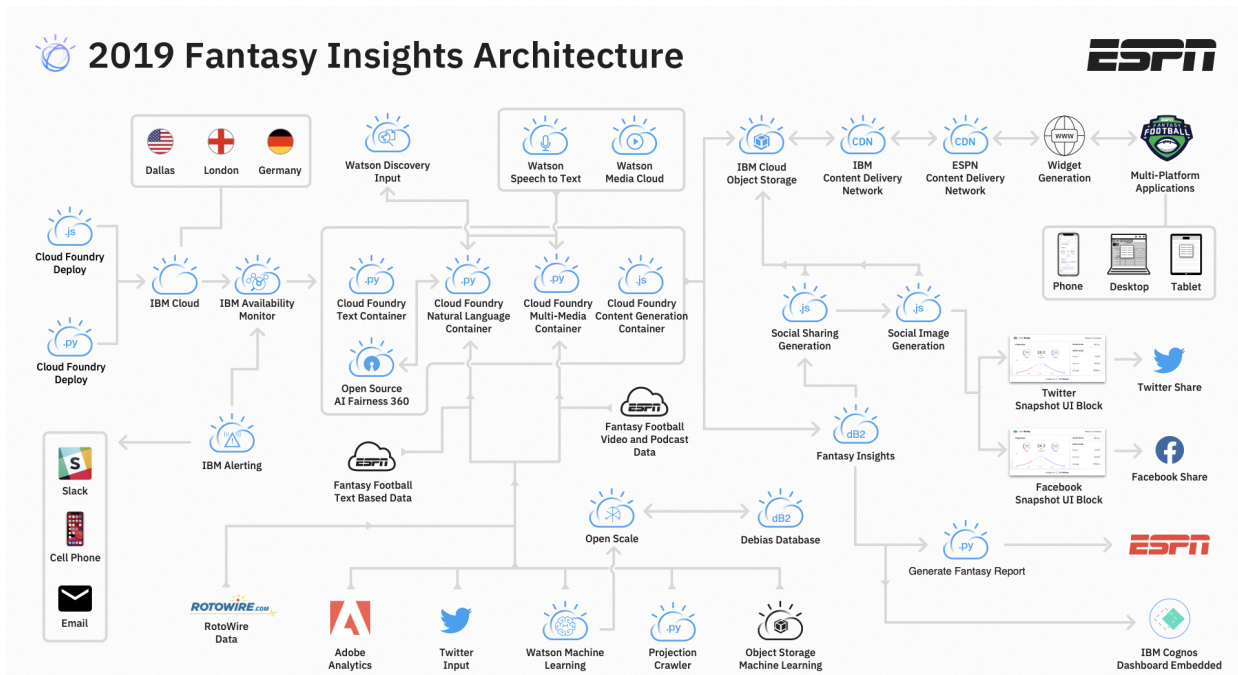 2019 Fantasy Insights Architecture
ESPN
Dallas
London
Germany
Watson Discovery
Input
Watson
Speech to Text
Watson
Media Cloud
IBM Cloud
Object Storage
CDN
IBM
Content Delivery
Network
CDN
ESPN
Content Delivery
Network
WWW
Widget
Generation
ESPN
FANTASY
FOOTBALL
Multi-Platform
Applications
.js
Cloud Foundry
Deploy
.py
Cloud Foundry
Deploy
IBM Cloud
IBM Availability
Monitor
.py
Cloud Foundry
Text Container
.py
Cloud Foundry
Natural Language
Container
.py
Cloud Foundry
Multi-Media
Container
.js
Cloud Foundry
Content Generation
Container
Open Source
AI Fairness 360
.js
Social Sharing
Generation
.js
Social Image
Generation
Phone
Desktop
Tablet
Twitter
Snapshot UI Block
Twitter Share
Facebook
Snapshot UI Block
Facebook Share
IBM Alerting
S
Slack
Cell Phone
Email
ESPN
Fantasy Football
Text Based Data
ESPN
Fantasy Football
Video and Podcast
Data
dB2
Fantasy Insights
Open Scale
dB2
Debias Database
.py
Generate Fantasy Report
ESPN
ROTOWIRE.COM
RotoWire
Data
Adobe
Analytics
Twitter
Input
Watson Machine
Learning
.py
Projection
Crawler
Object Storage
Machine Learning
IBM Cognos
Dashboard Embedded